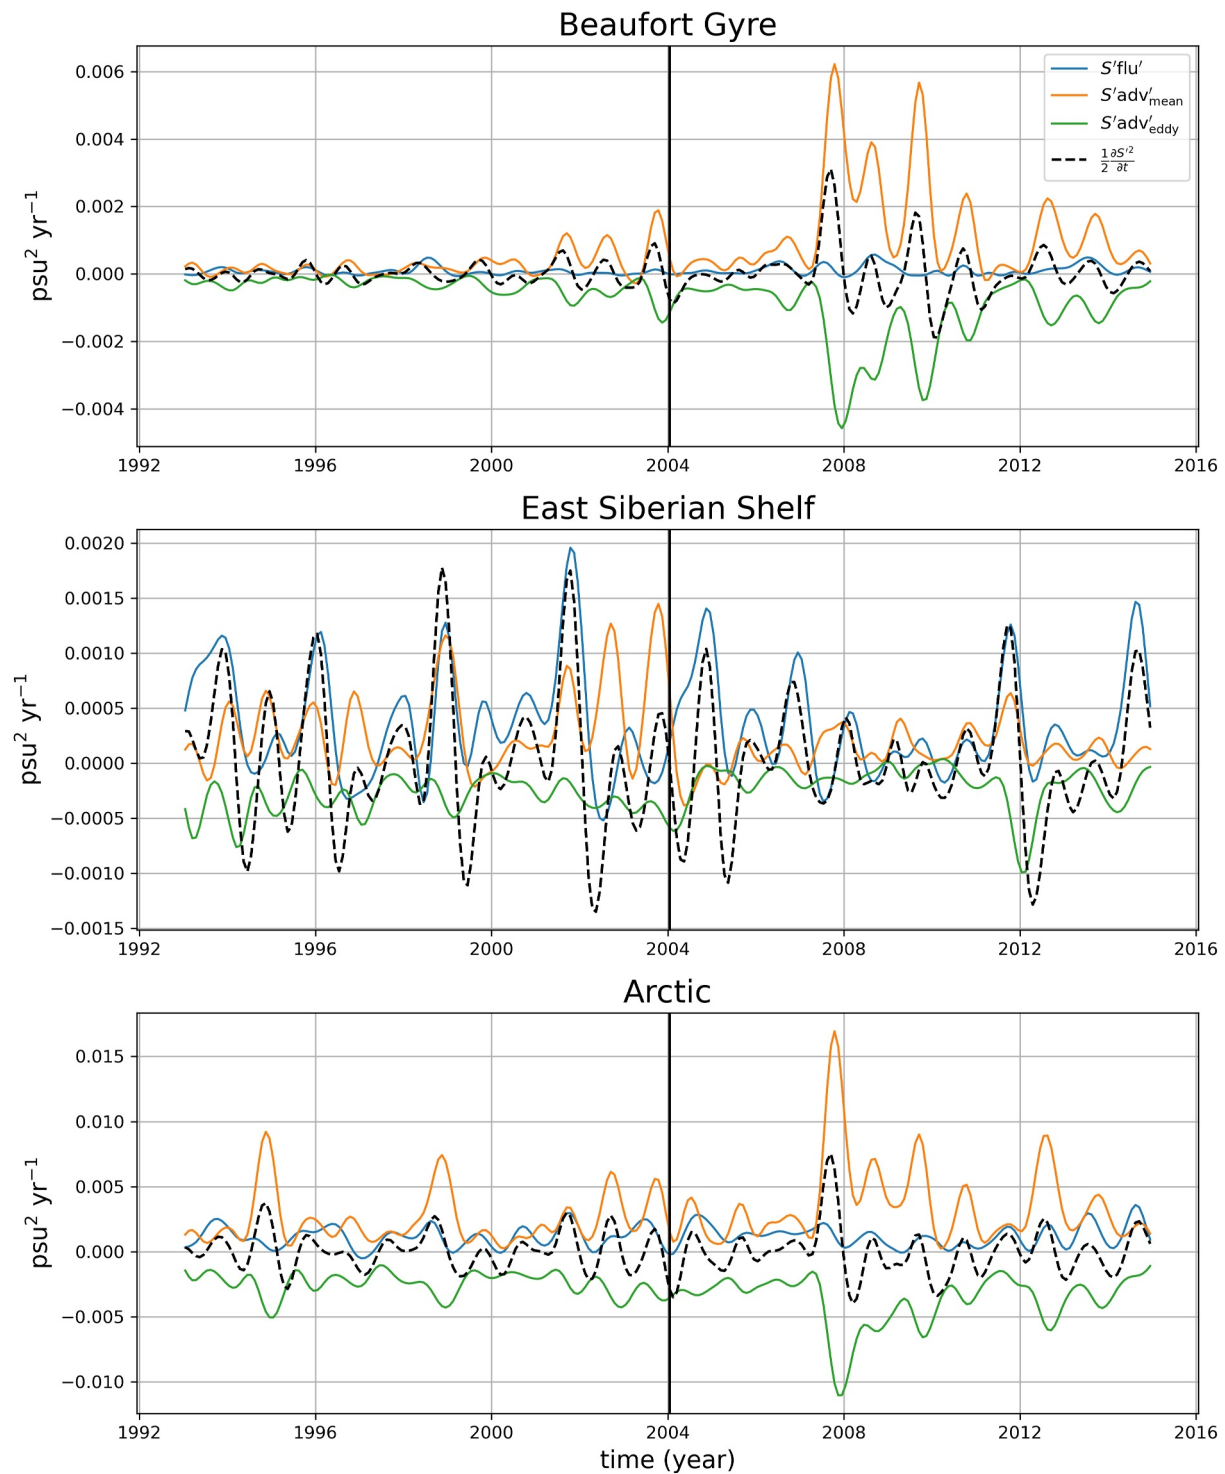 Beaufort Gyre
psu² yr⁻¹
0.006
0.004
0.002
0.000
−0.002
−0.004
S′flu′
S′adv′mean
S′adv′eddy
1/2 ∂S′²/∂t
1992 1996 2000 2004 2008 2012 2016
East Siberian Shelf
psu² yr⁻¹
0.0020
0.0015
0.0010
0.0005
0.0000
−0.0005
−0.0010
−0.0015
1992 1996 2000 2004 2008 2012 2016
Arctic
psu² yr⁻¹
0.015
0.010
0.005
0.000
−0.005
−0.010
1992 1996 2000 2004 2008 2012 2016
time (year)